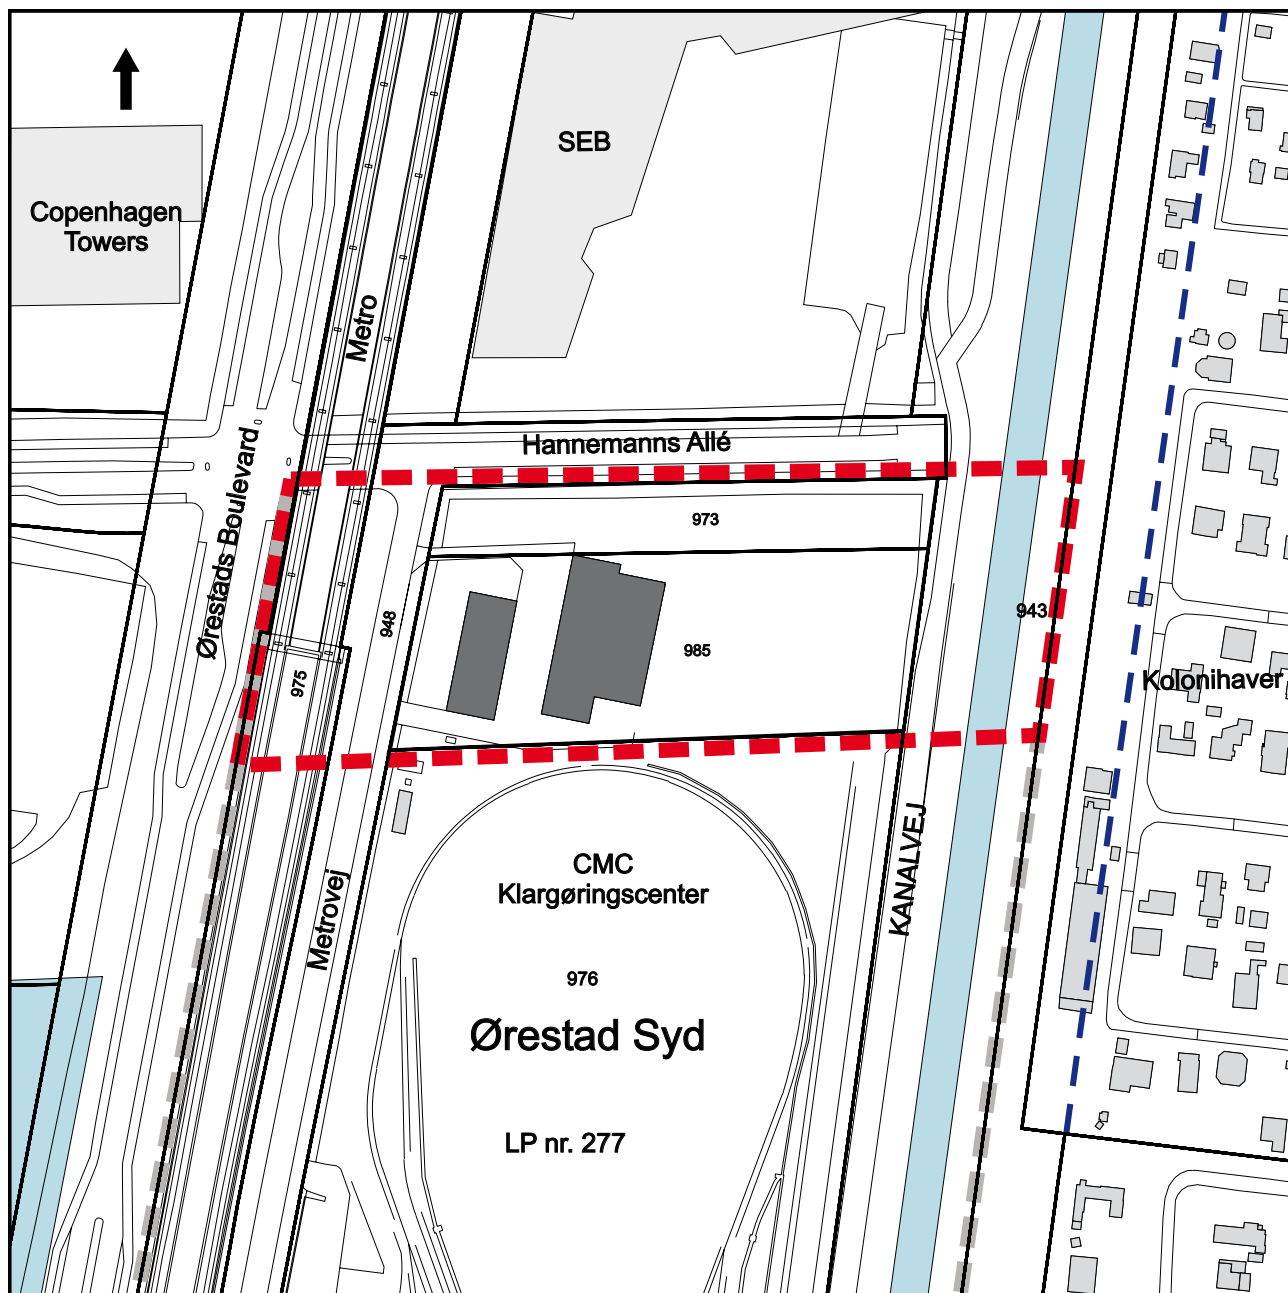 SEB
Copenhagen
Towers
Metro
Hannemanns Allé
Ørestads Boulevard
973
948
943
985
975
Kolonihaver
KANALVEJ
CMC
Klargøringscenter
Metrovej
976
Ørestad Syd
LP nr. 277